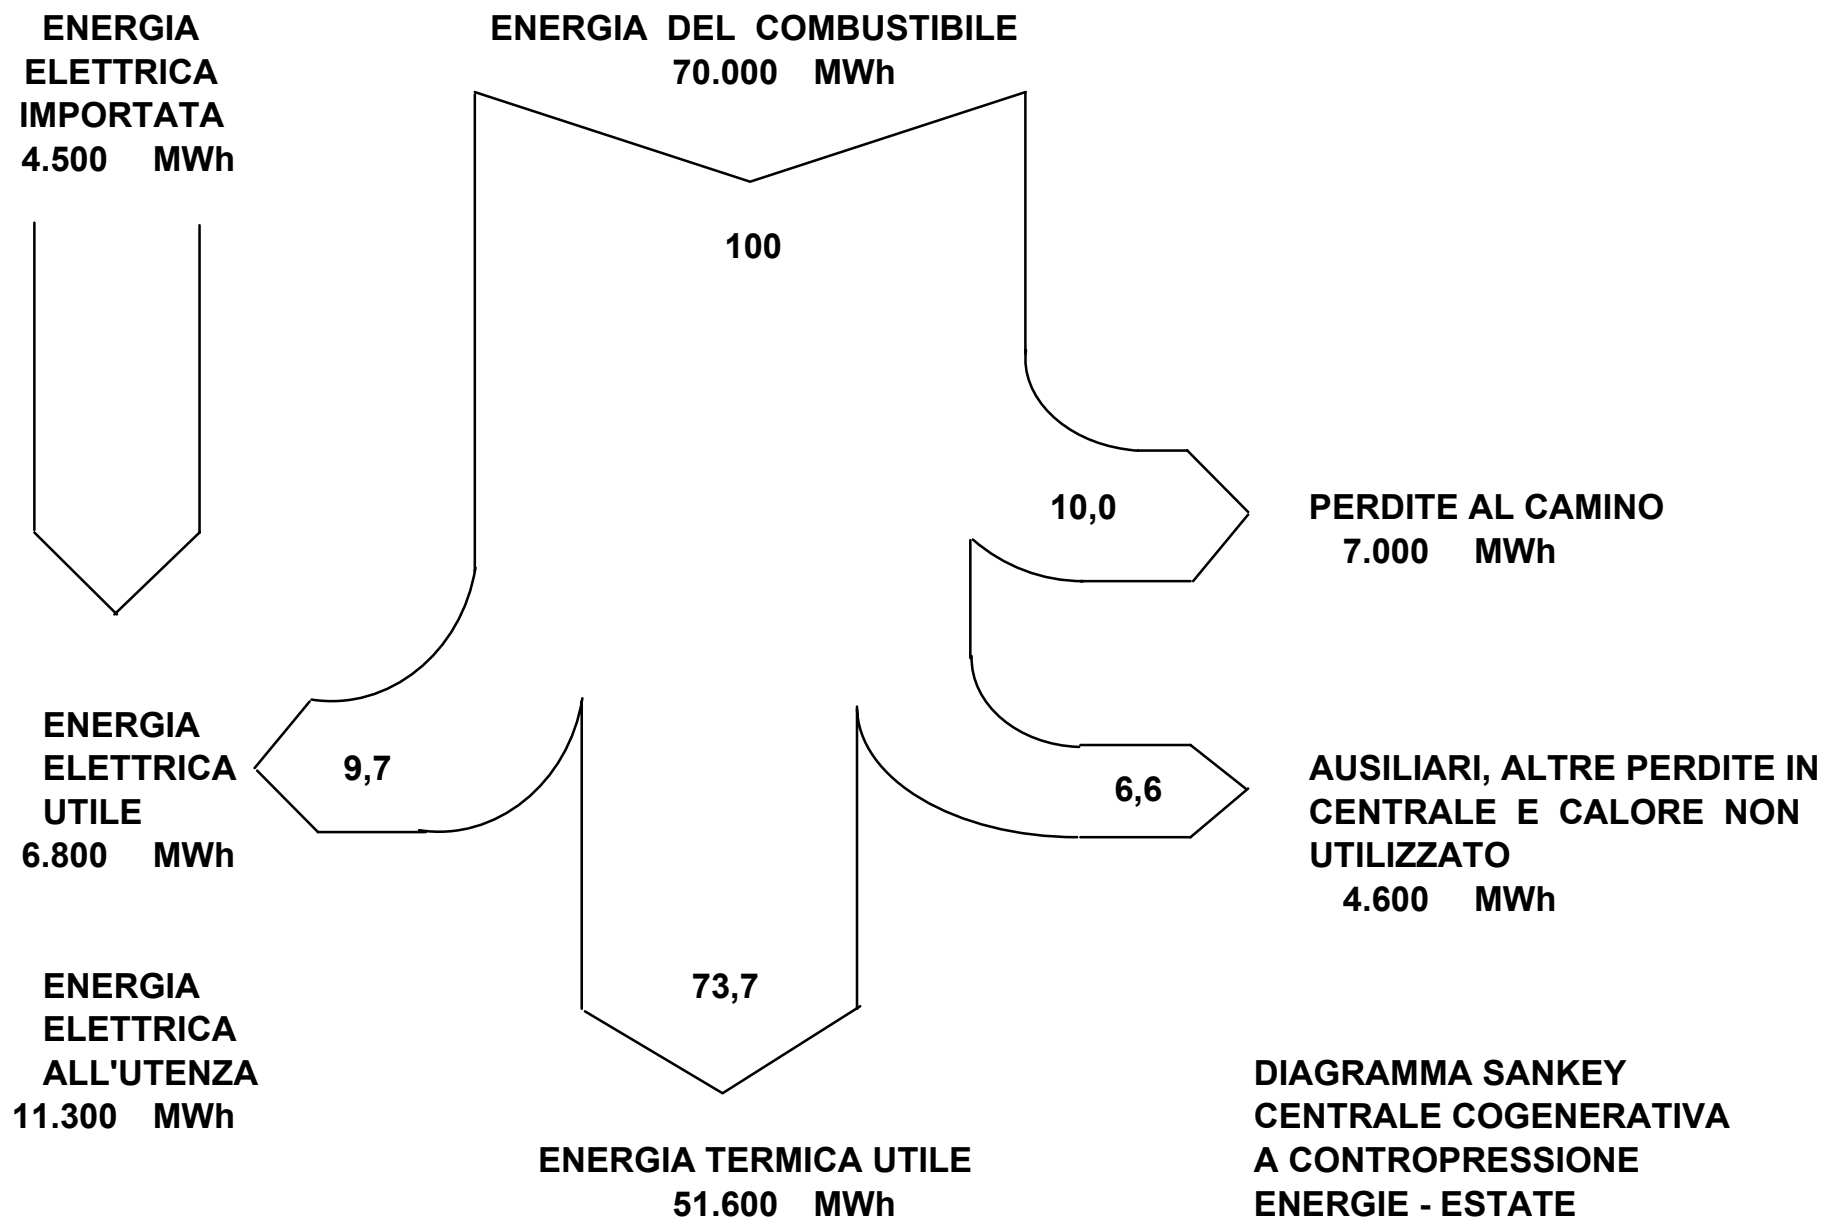 ENERGIA
ELETTRICA
IMPORTATA
4.500 MWh
ENERGIA DEL COMBUSTIBILE
70.000 MWh
100
10,0
PERDITE AL CAMINO
7.000 MWh
ENERGIA
ELETTRICA
UTILE
6.800 MWh
9,7
6,6
AUSILIARI, ALTRE PERDITE IN
CENTRALE E CALORE NON
UTILIZZATO
4.600 MWh
ENERGIA
ELETTRICA
ALL'UTENZA
11.300 MWh
73,7
ENERGIA TERMICA UTILE
51.600 MWh
DIAGRAMMA SANKEY
CENTRALE COGENERATIVA
A CONTROPRESSIONE
ENERGIE - ESTATE